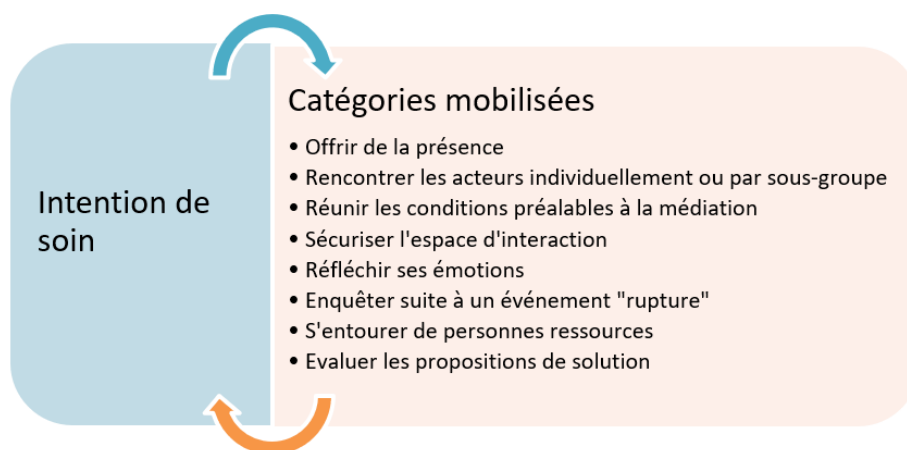 Intention de
soin
Catégories mobilisées
• Offrir de la présence
• Rencontrer les acteurs individuellement ou par sous-groupe
• Réunir les conditions préalables à la médiation
• Sécuriser l'espace d'interaction
• Réfléchir ses émotions
• Enquêter suite à un événement "rupture"
• S'entourer de personnes ressources
• Evaluer les propositions de solution